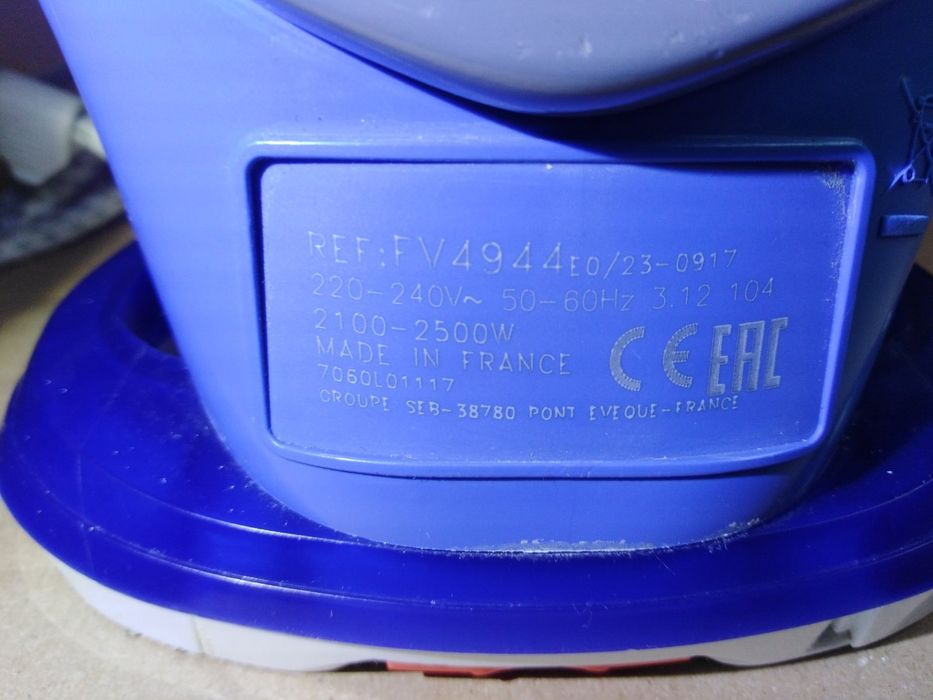 REF:FV4944E0/23-0917
220-240V~ 50-60Hz 3.12 104
2100-2500W
MADE IN FRANCE
7060L01117
CE EAC
GROUPE SEB-38780 PONT EVEQUE-FRANCE